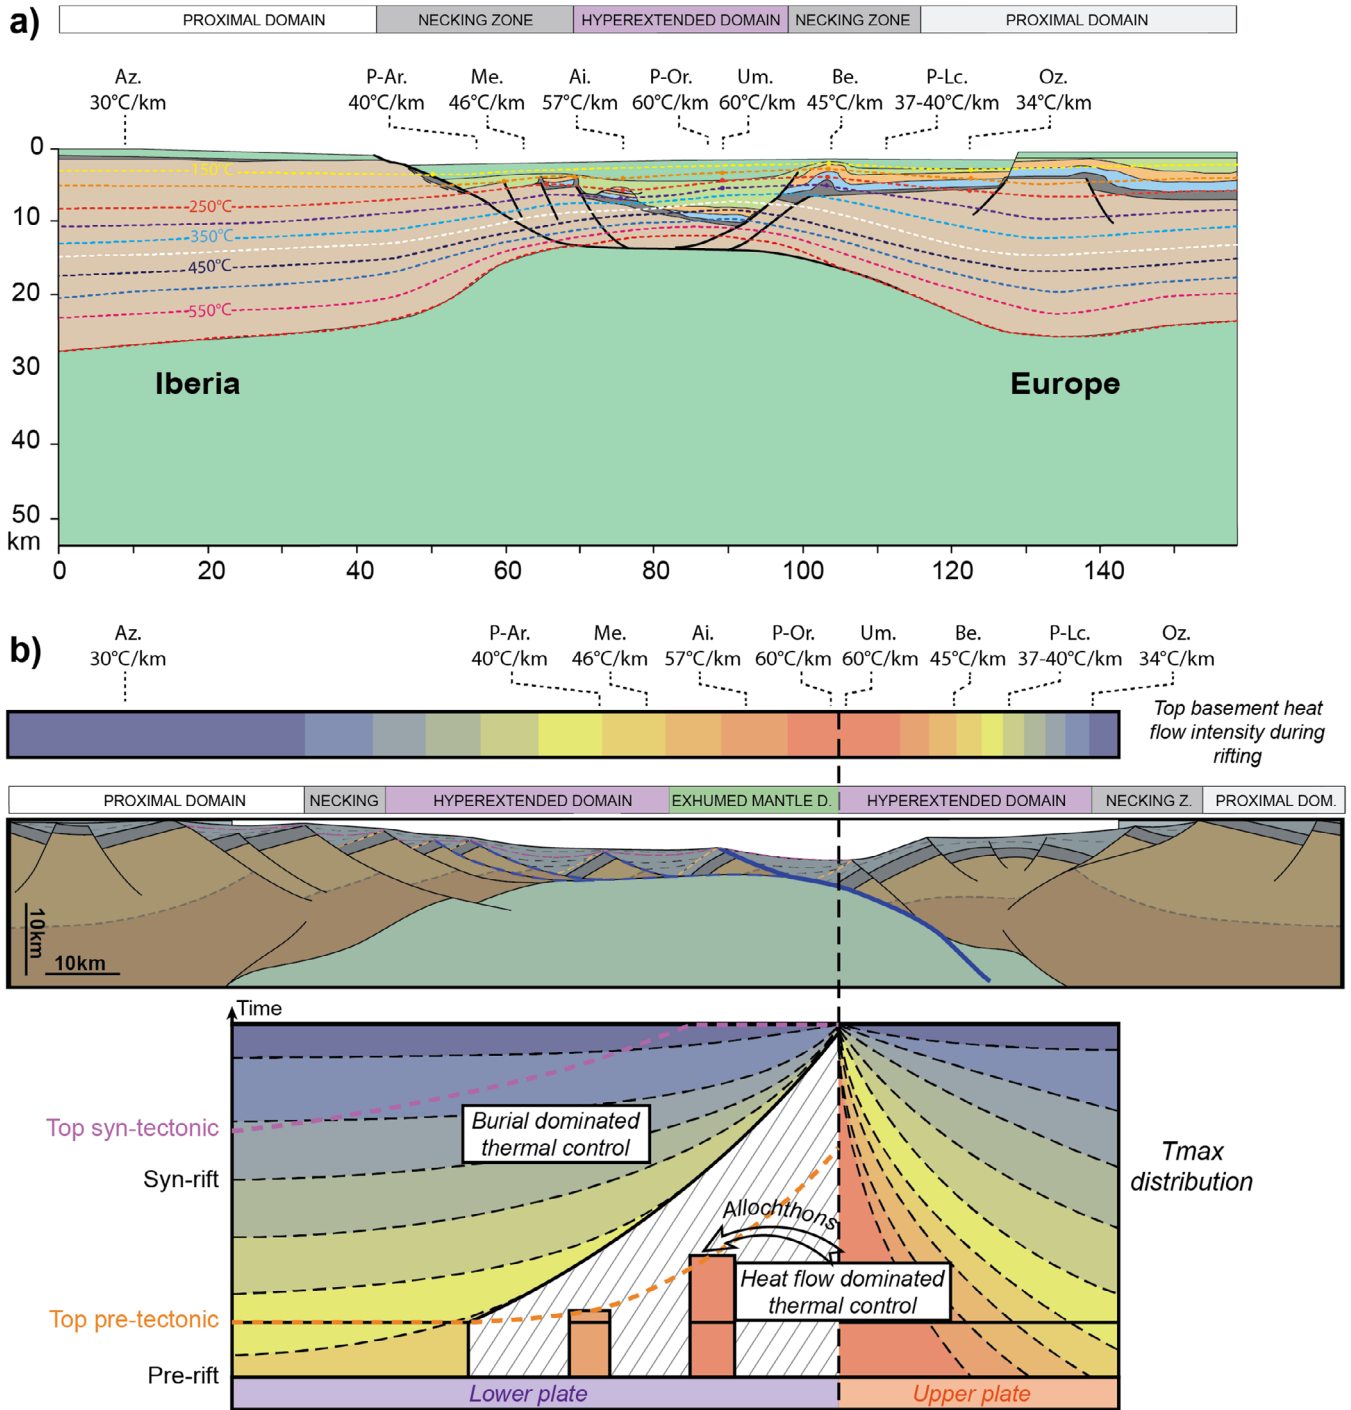 a)
PROXIMAL DOMAIN NECKING ZONE HYPEREXTENDED DOMAIN NECKING ZONE PROXIMAL DOMAIN
Az. P-Ar. Me. Ai. P-Or. Um. Be. P-Lc. Oz.
30°C/km 40°C/km 46°C/km 57°C/km 60°C/km 60°C/km 45°C/km 37-40°C/km 34°C/km
0
150°C
250°C
10
350°C
450°C
20
550°C
30
Iberia Europe
40
50
km
0 20 40 60 80 100 120 140
b)
Az. P-Ar. Me. Ai. P-Or. Um. Be. P-Lc. Oz.
30°C/km 40°C/km 46°C/km 57°C/km 60°C/km 60°C/km 45°C/km 37-40°C/km 34°C/km
Top basement heat
flow intensity during
rifting
PROXIMAL DOMAIN NECKING HYPEREXTENDED DOMAIN EXHUMED MANTLE D. HYPEREXTENDED DOMAIN NECKING Z. PROXIMAL DOM.
10km
10km
Time
Burial dominated
thermal control
Top syn-tectonic
Syn-rift
Tmax
distribution
Allochthons
Heat flow dominated
thermal control
Top pre-tectonic
Pre-rift
Lower plate Upper plate